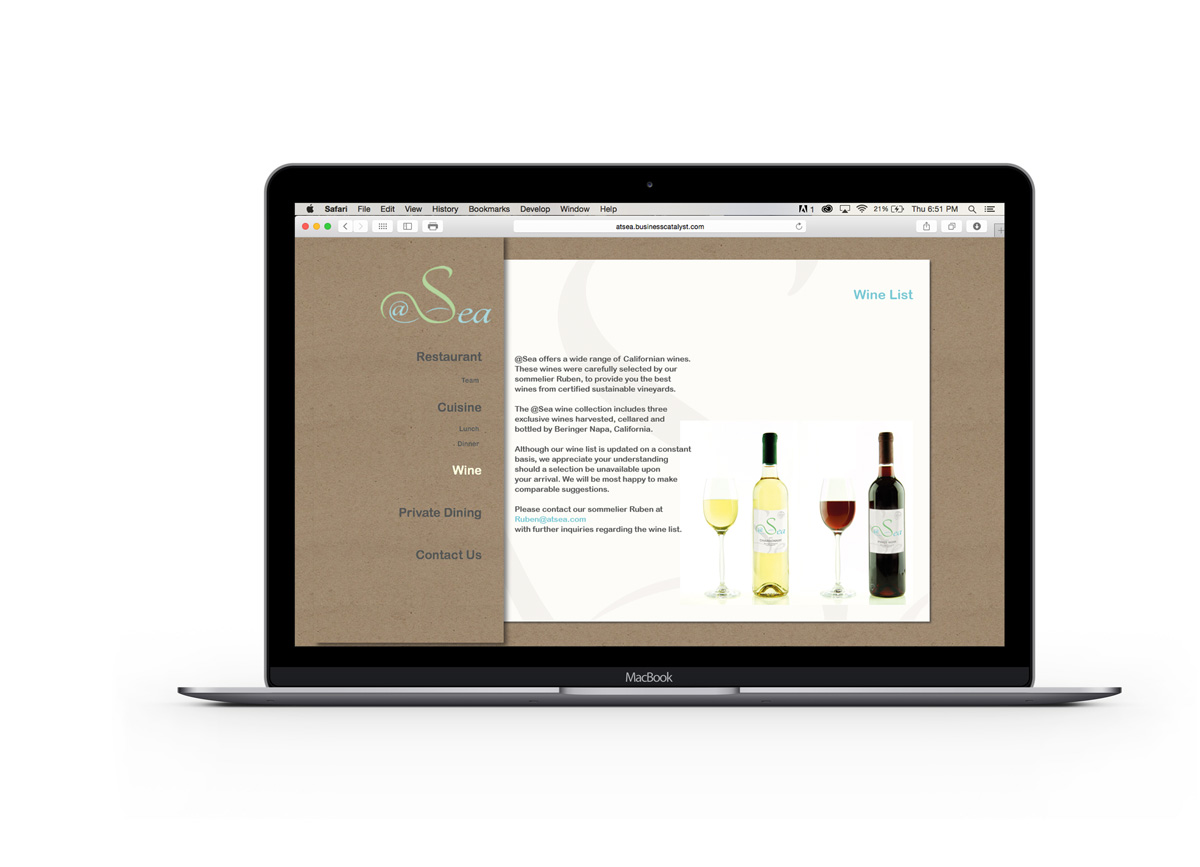 Safari File Edit View History Bookmarks Develop Window Help
1 21% Thu 6:51 PM
atsea.businesscatalyst.com
@Sea
Restaurant
Team
Cuisine
Lunch
Dinner
Wine
Private Dining
Contact Us
Wine List
@Sea offers a wide range of Californian wines.
These wines were carefully selected by our
sommelier Ruben, to provide you the best
wines from certified sustainable vineyards.
The @Sea wine collection includes three
exclusive wines harvested, cellared and
bottled by Beringer Napa, California.
Although our wine list is updated on a constant
basis, we appreciate your understanding
should a selection be unavailable upon
your arrival. We will be most happy to make
comparable suggestions.
Please contact our sommelier Ruben at
Ruben@atsea.com
with further inquiries regarding the wine list.
@Sea
@Sea
MacBook